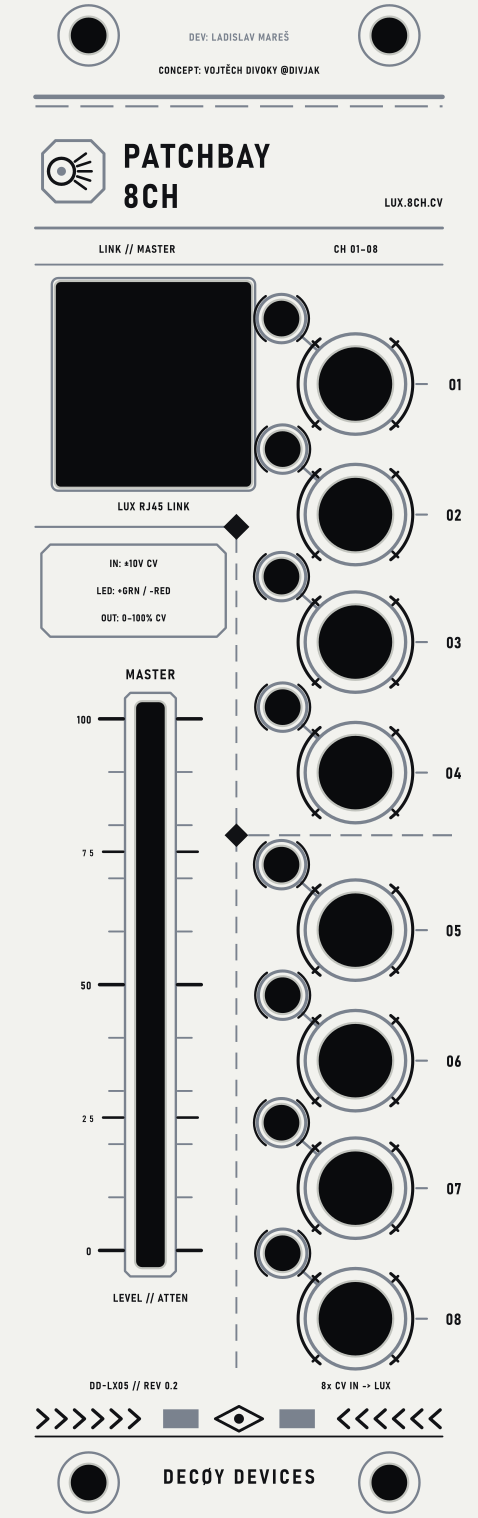 DEV: LADISLAV MAREŠ
CONCEPT: VOJTĚCH DIVOKY @DIVJAK
PATCHBAY
8CH
LUX.8CH.CV
LINK // MASTER
CH 01-08
01
02
03
04
05
06
07
08
LUX RJ45 LINK
IN: ±10V CV
LED: +GRN / -RED
OUT: 0-100% CV
MASTER
100
75
50
25
0
LEVEL // ATTEN
DD-LX05 // REV 0.2
8x CV IN -> LUX
DECØY DEVICES